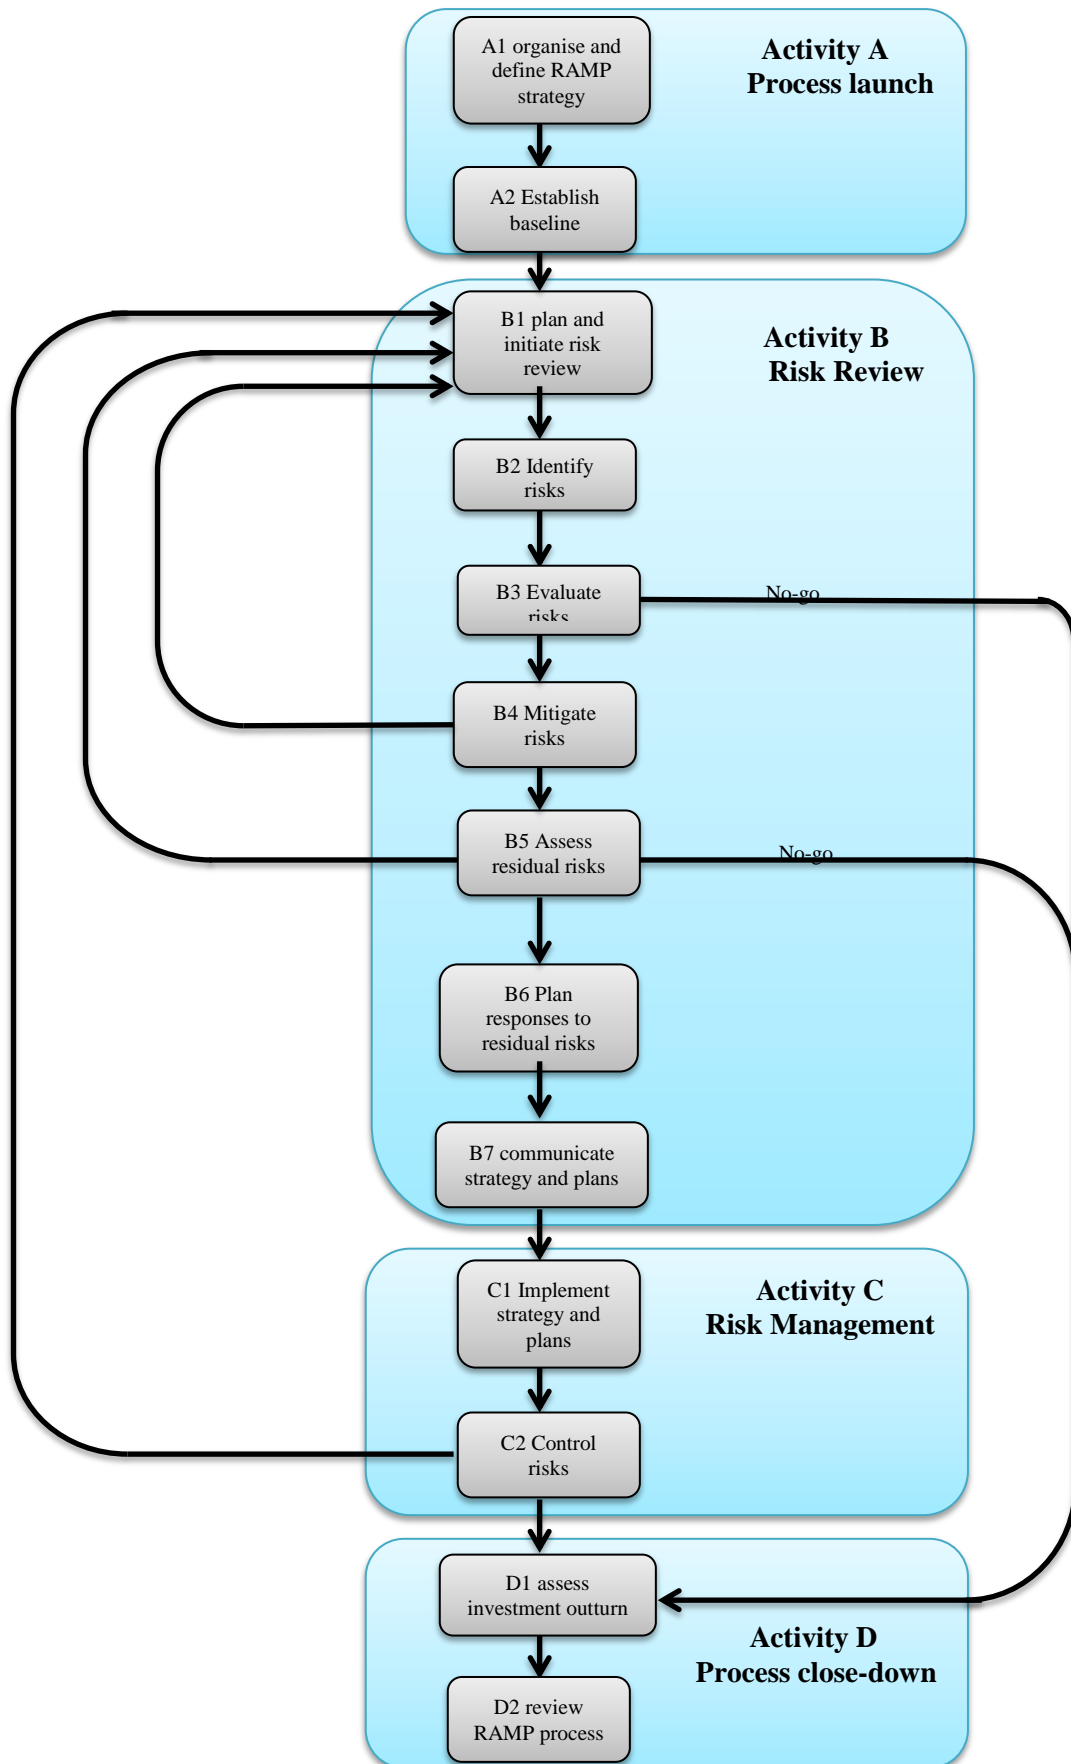 A1 organise and
define RAMP
strategy
Activity A
Process launch
A2 Establish
baseline
B1 plan and
initiate risk
review
Activity B
Risk Review
B2 Identify
risks
B3 Evaluate
risks
No-go
B4 Mitigate
risks
B5 Assess
residual risks
No-go
B6 Plan
responses to
residual risks
B7 communicate
strategy and plans
C1 Implement
strategy and
plans
Activity C
Risk Management
C2 Control
risks
D1 assess
investment outturn
Activity D
Process close-down
D2 review
RAMP process